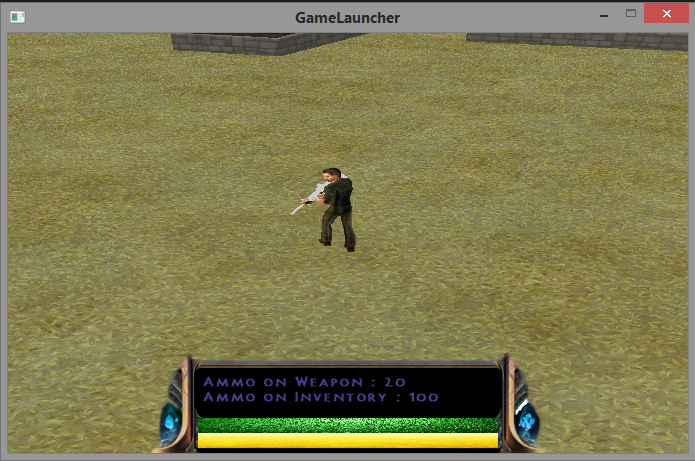 GameLauncher
Ammo on Weapon : 20
Ammo on Inventory : 100